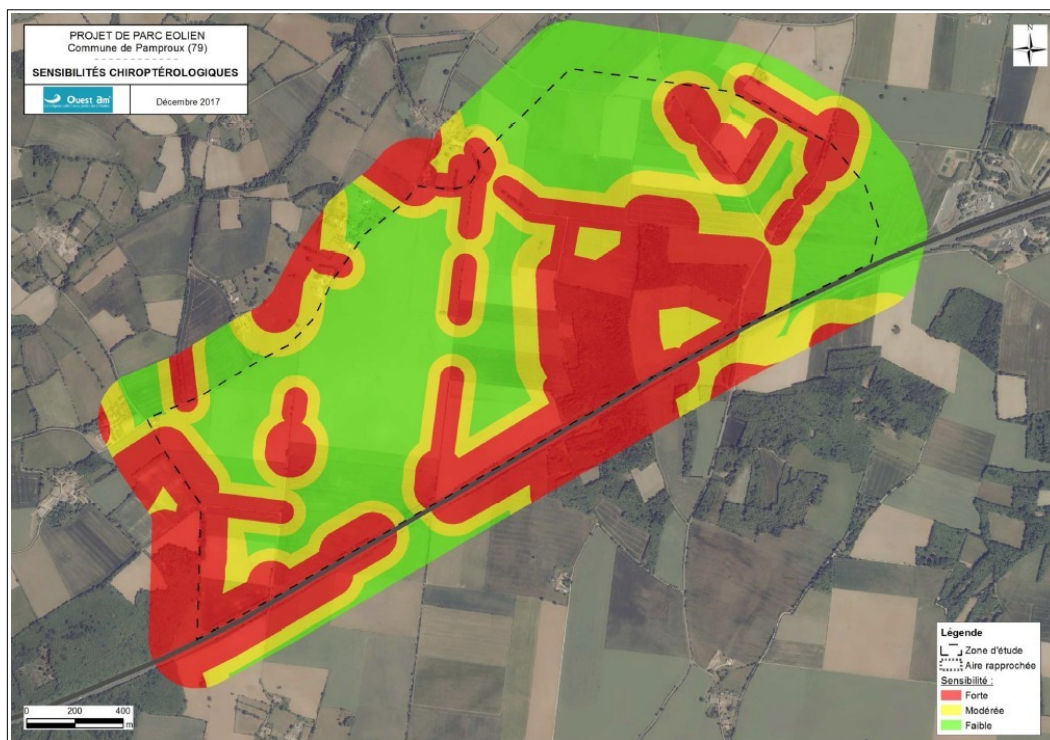 PROJET DE PARC EOLIEN
Commune de Pamproux (79)
SENSIBILITÉS CHIROPTÉROLOGIQUES
Ouest am'
Décembre 2017
N
Légende
Zone d'étude
Aire rapprochée
Sensibilité :
Forte
Modérée
Faible
0 200 400
m